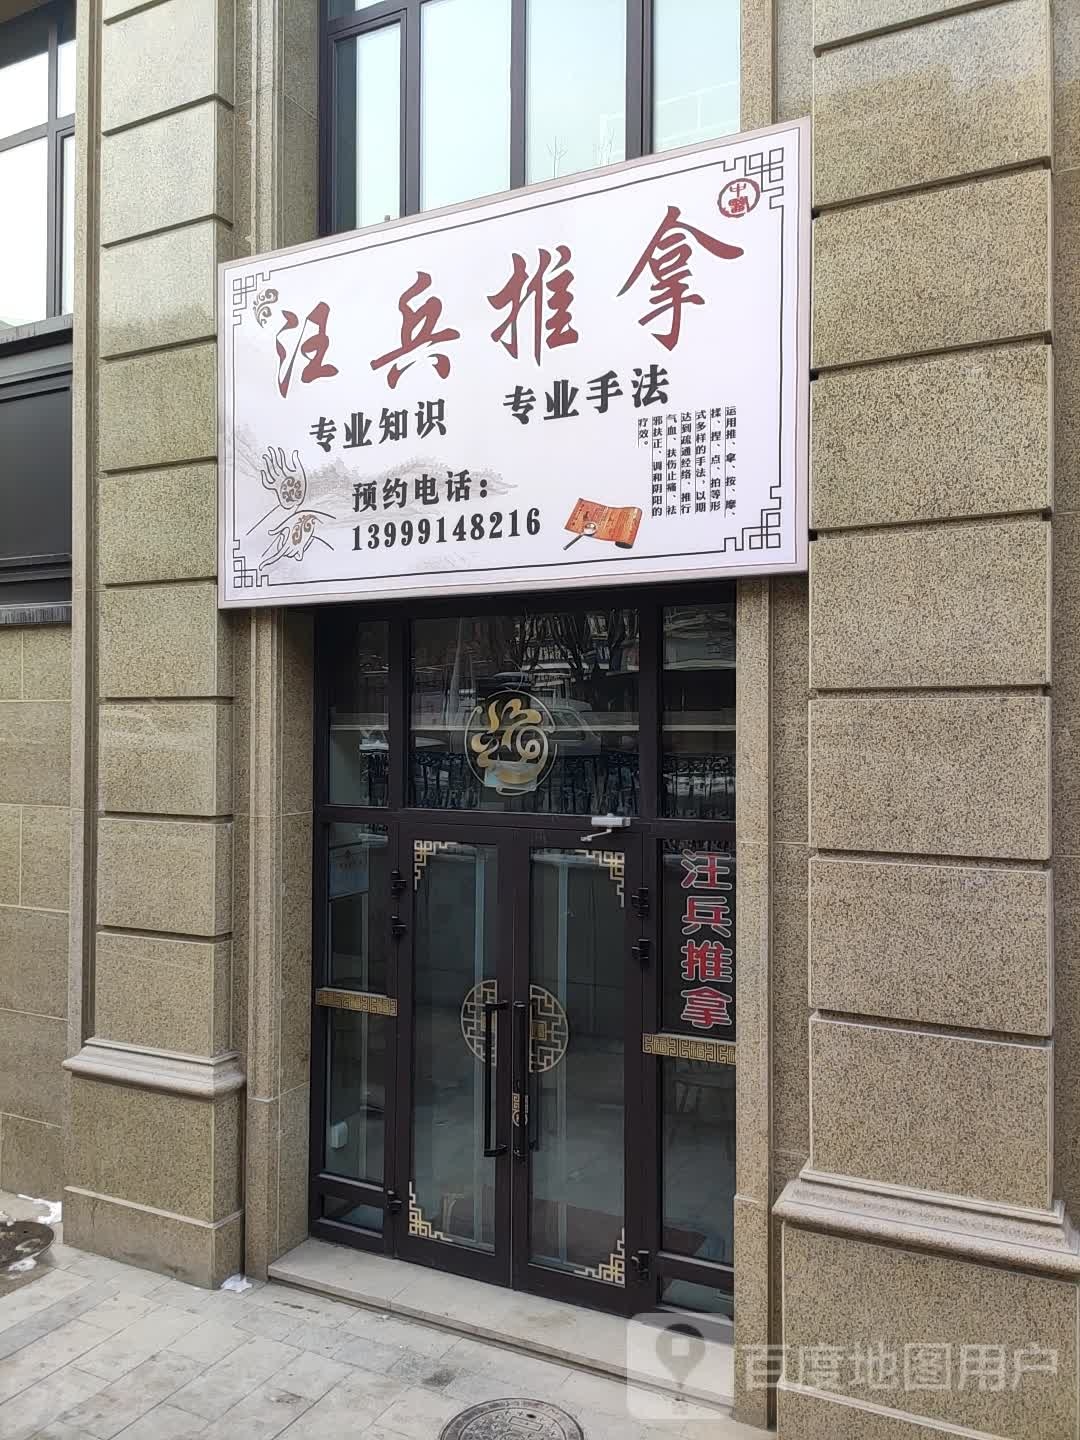 汪兵推拿
专业知识 专业手法
预约电话：
13999148216
运用推、拿、按、摩、
揉、捏、点、拍等形
式多样的手法，以期
达到疏通经络、推行
气血、扶伤止痛、祛
邪扶正、调和阴阳的
疗效。
汪兵推拿
百度地图用户